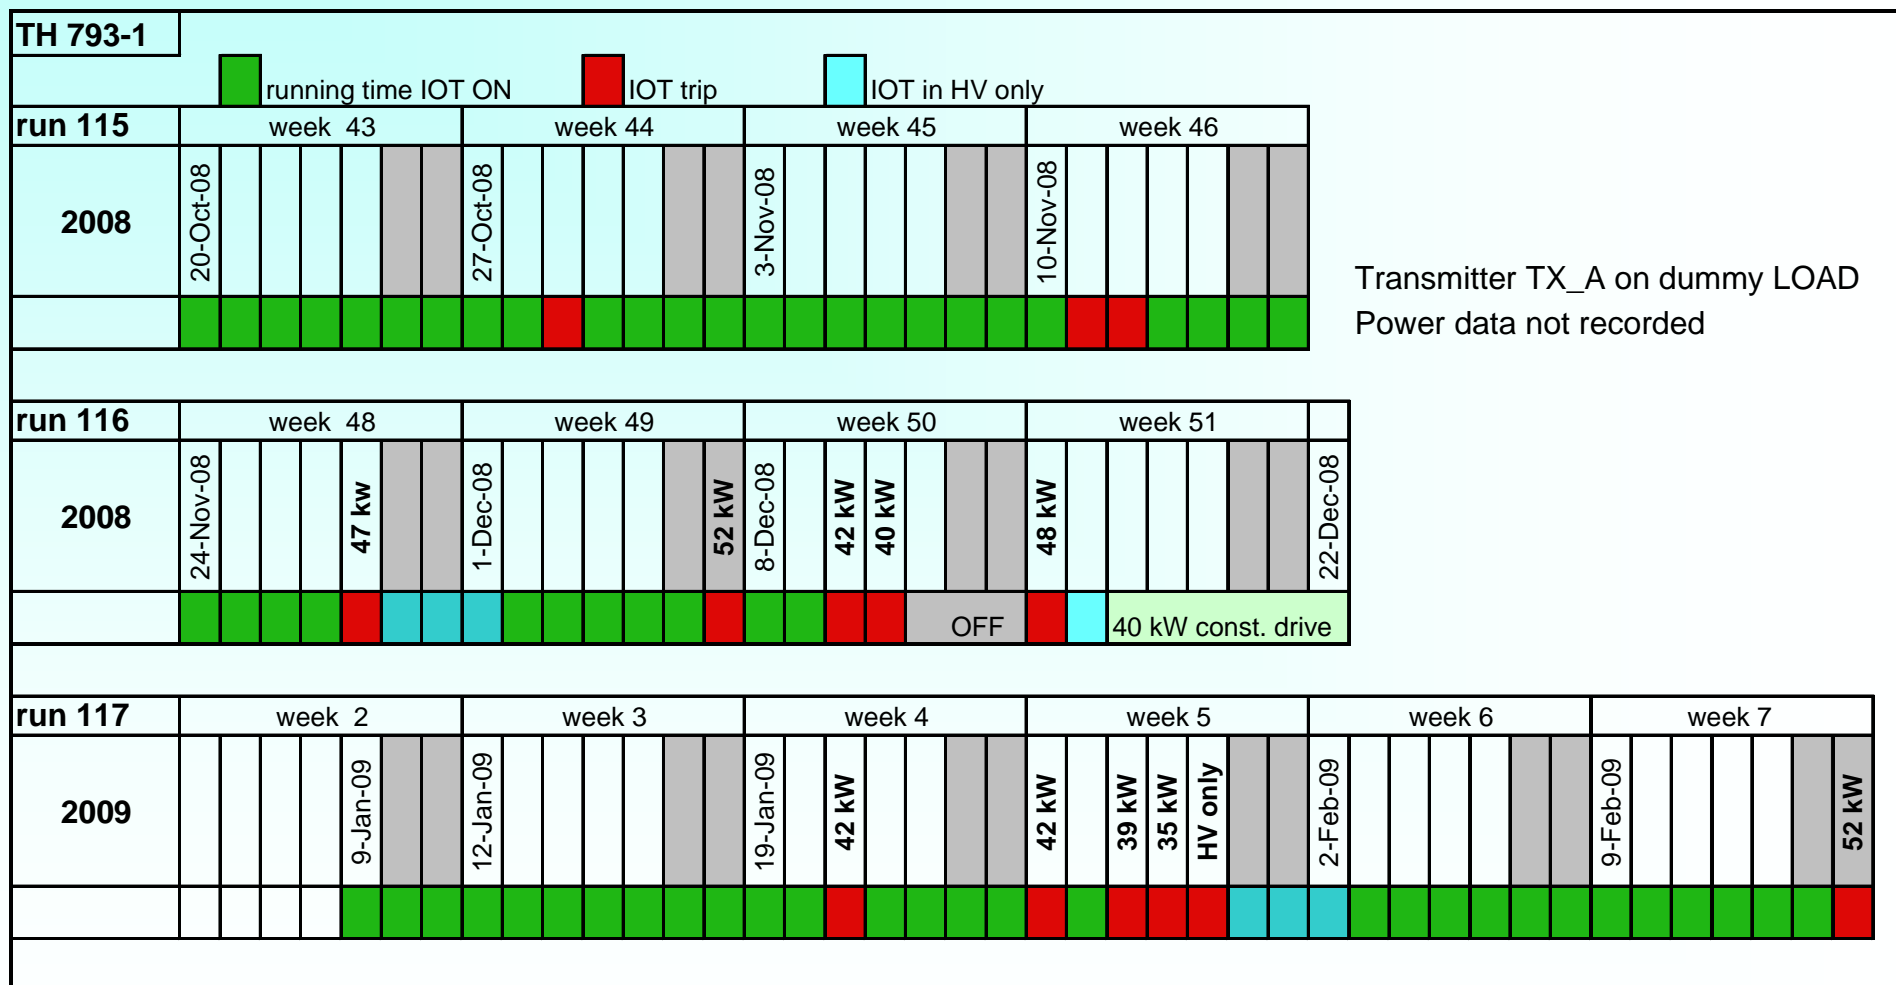 TH 793-1
running time IOT ON IOT trip IOT in HV only
run 115 week 43 week 44 week 45 week 46
2008 20-Oct-08 27-Oct-08 3-Nov-08 10-Nov-08
Transmitter TX_A on dummy LOAD
Power data not recorded
run 116 week 48 week 49 week 50 week 51
2008 24-Nov-08 47 kw 1-Dec-08 52 kW 8-Dec-08 42 kW 40 kW 48 kW 22-Dec-08
OFF 40 kW const. drive
run 117 week 2 week 3 week 4 week 5 week 6 week 7
2009 9-Jan-09 12-Jan-09 19-Jan-09 42 kW 42 kW 39 kW 35 kW HV only 2-Feb-09 9-Feb-09 52 kW